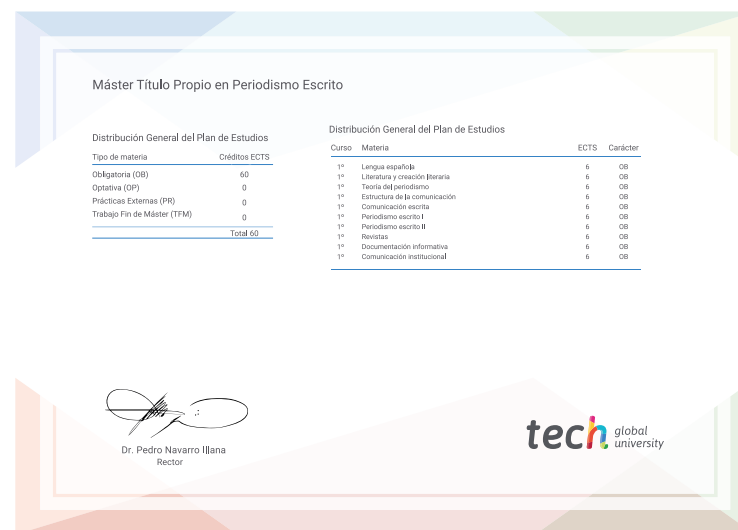 Máster Título Propio en Periodismo Escrito
Distribución General del Plan de Estudios
Tipo de materia Créditos ECTS
Obligatoria (OB) 60
Optativa (OP) 0
Prácticas Externas (PR) 0
Trabajo Fin de Máster (TFM) 0
Total 60
Distribución General del Plan de Estudios
Curso Materia ECTS Carácter
1º Lengua española 6 OB
1º Literatura y creación literaria 6 OB
1º Teoría del periodismo 6 OB
1º Estructura de la comunicación 6 OB
1º Comunicación escrita 6 OB
1º Periodismo escrito I 6 OB
1º Periodismo escrito II 6 OB
1º Revistas 6 OB
1º Documentación informativa 6 OB
1º Comunicación institucional 6 OB
Dr. Pedro Navarro Illana
Rector
tech global
university